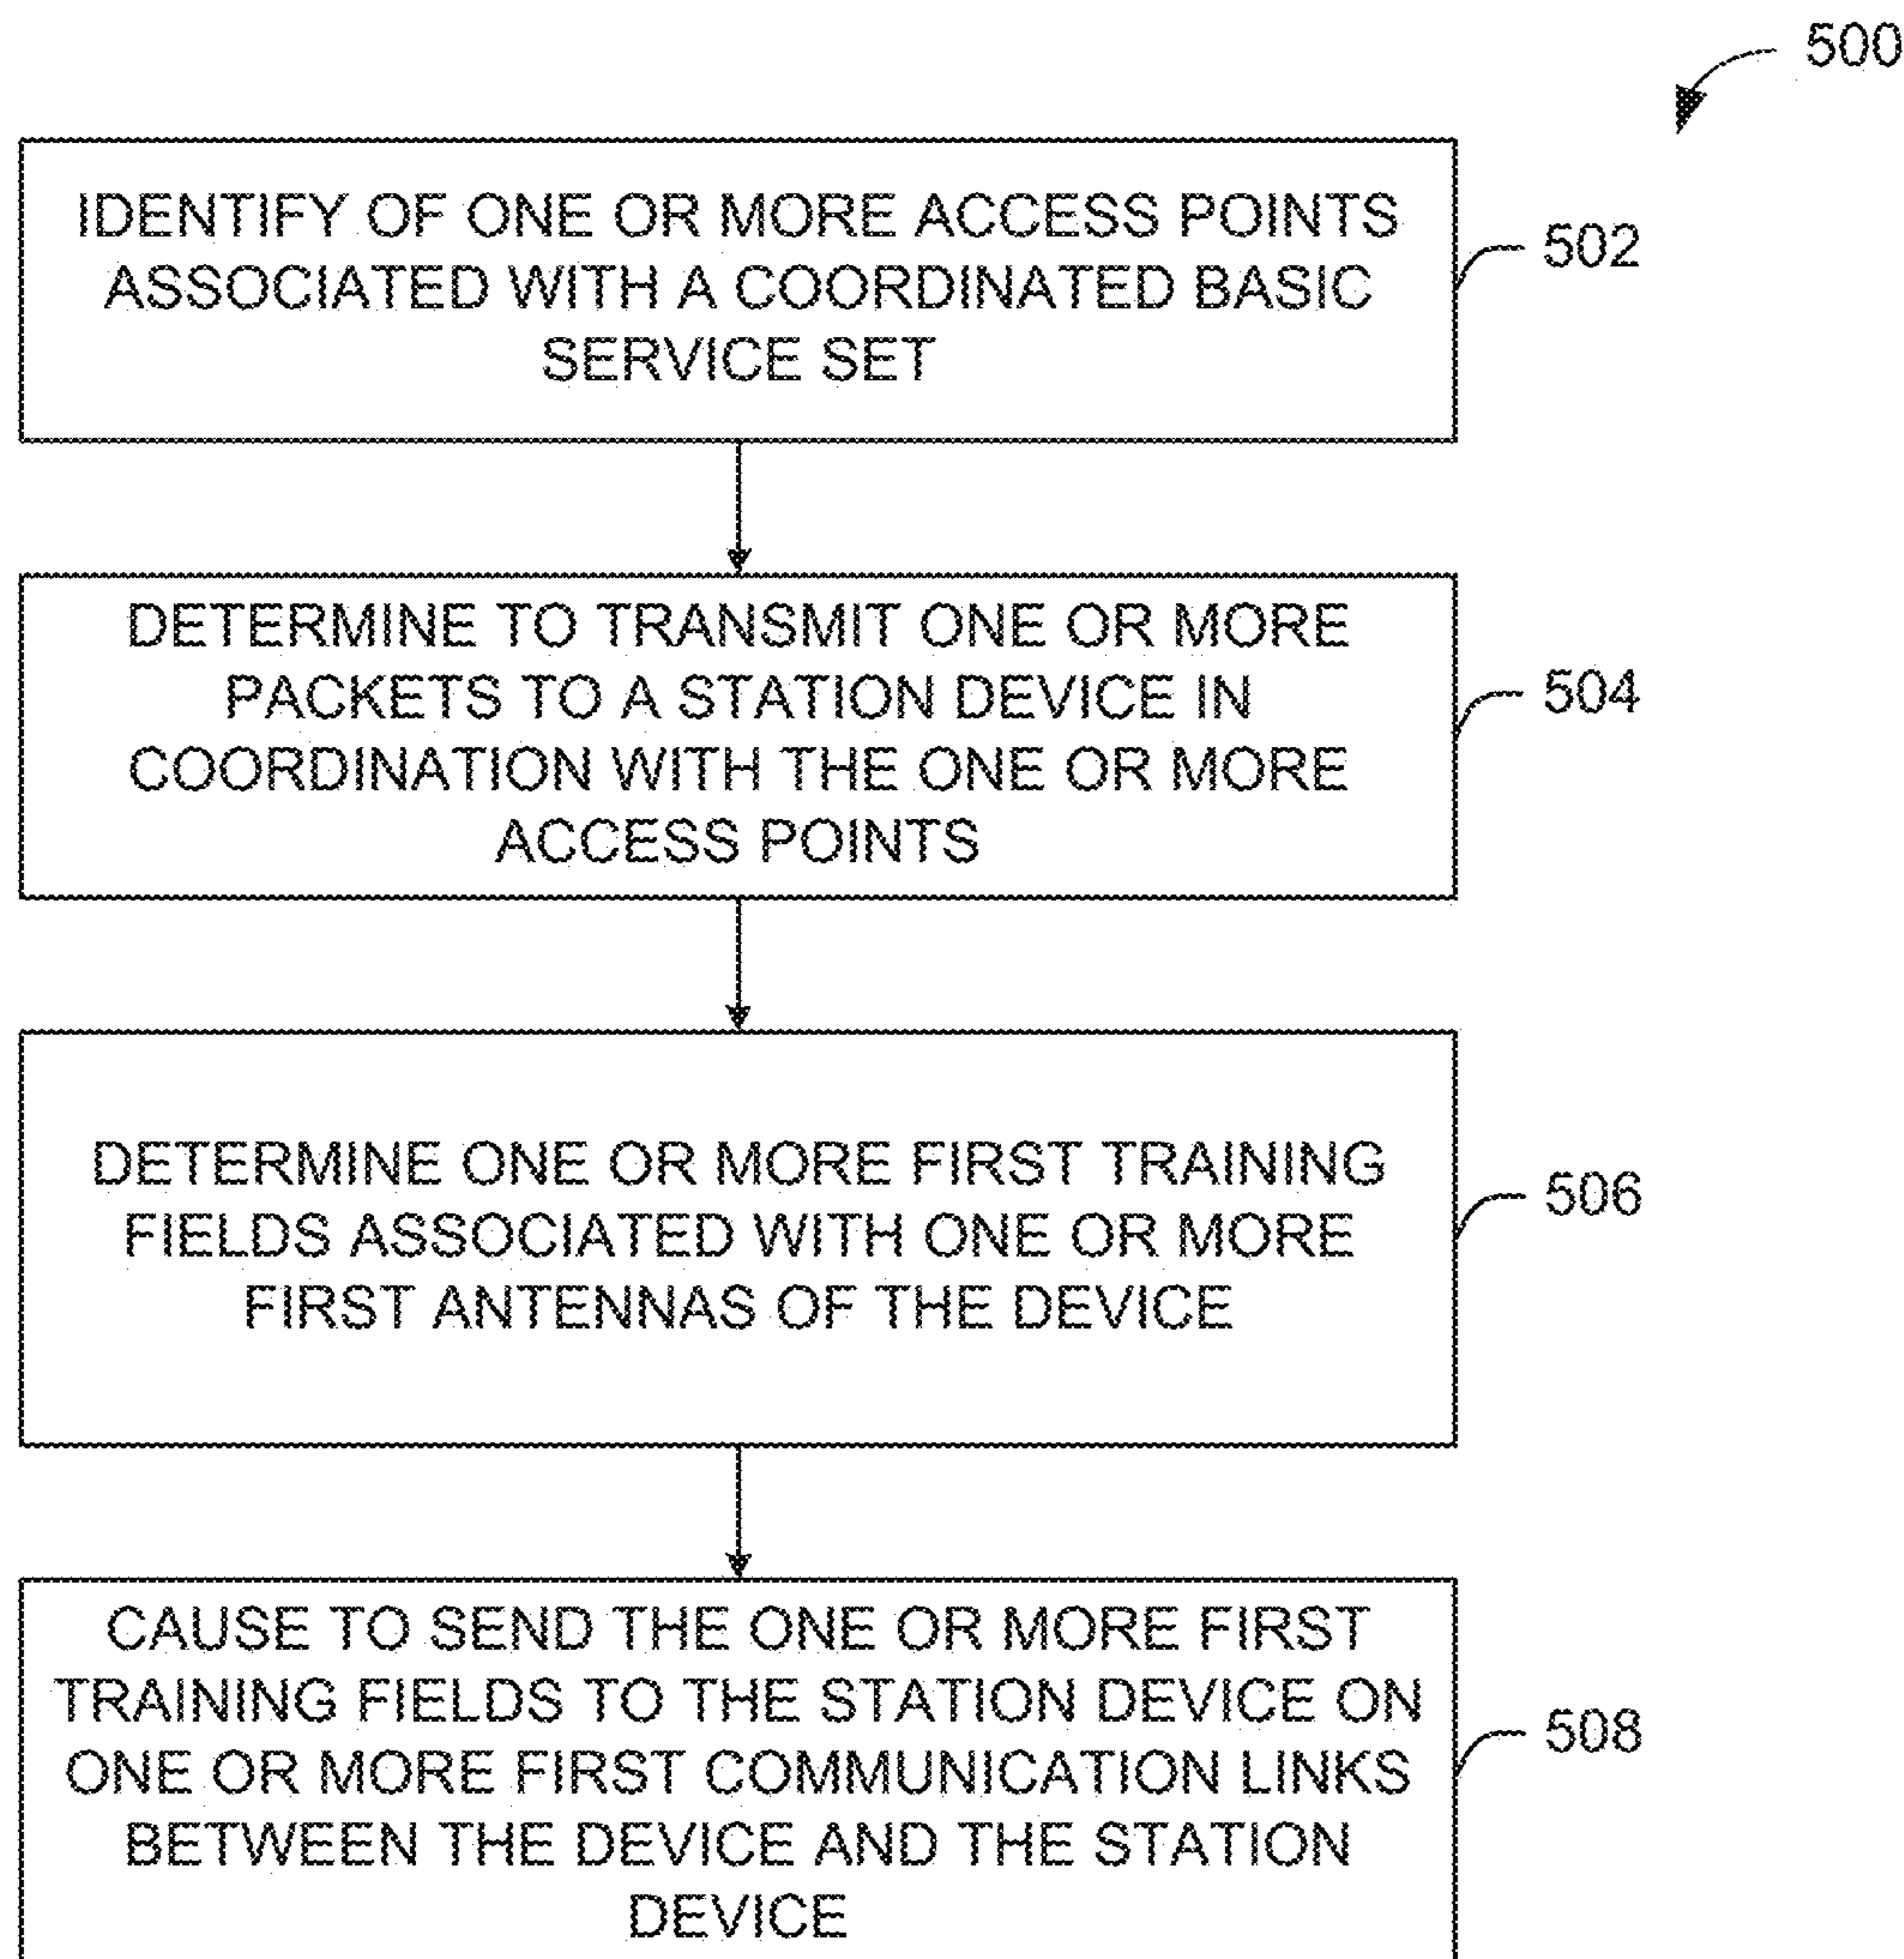 500
IDENTIFY OF ONE OR MORE ACCESS POINTS
ASSOCIATED WITH A COORDINATED BASIC
SERVICE SET
502
DETERMINE TO TRANSMIT ONE OR MORE
PACKETS TO A STATION DEVICE IN
COORDINATION WITH THE ONE OR MORE
ACCESS POINTS
504
DETERMINE ONE OR MORE FIRST TRAINING
FIELDS ASSOCIATED WITH ONE OR MORE
FIRST ANTENNAS OF THE DEVICE
506
CAUSE TO SEND THE ONE OR MORE FIRST
TRAINING FIELDS TO THE STATION DEVICE ON
ONE OR MORE FIRST COMMUNICATION LINKS
BETWEEN THE DEVICE AND THE STATION
DEVICE
508